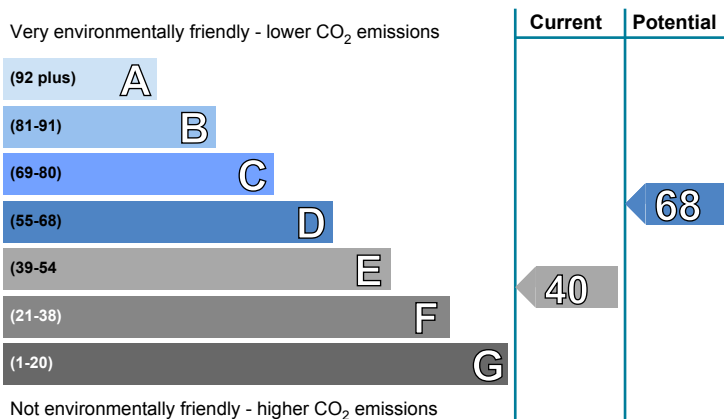 Current Potential
Very environmentally friendly - lower CO2 emissions
(92 plus) A
(81-91) B
(69-80) C
(55-68) D
68
(39-54 E
40
(21-38) F
(1-20) G
Not environmentally friendly - higher CO2 emissions